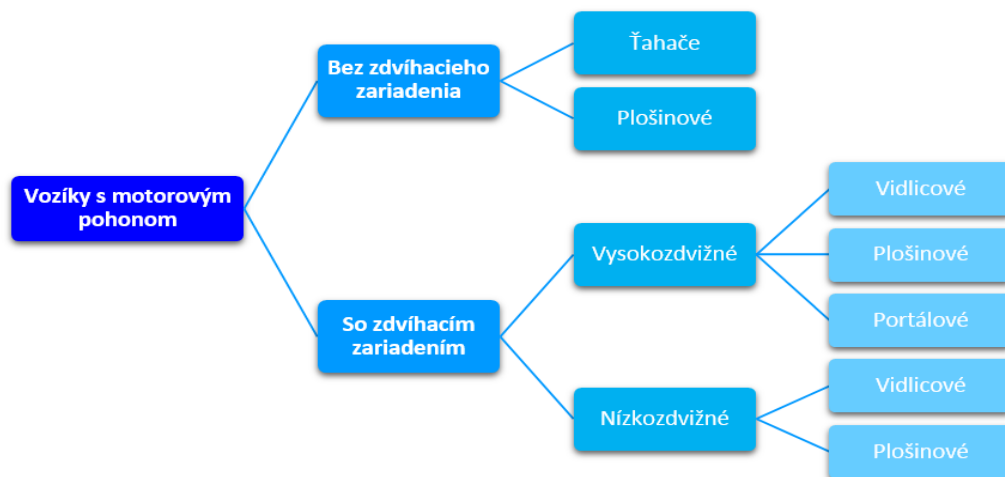 Vozíky s motorovým
pohonom
Bez zdvíhacieho
zariadenia
Ťahače
Plošinové
So zdvíhacím
zariadením
Vysokozdvižné
Vidlicové
Plošinové
Portálové
Nízkozdvižné
Vidlicové
Plošinové